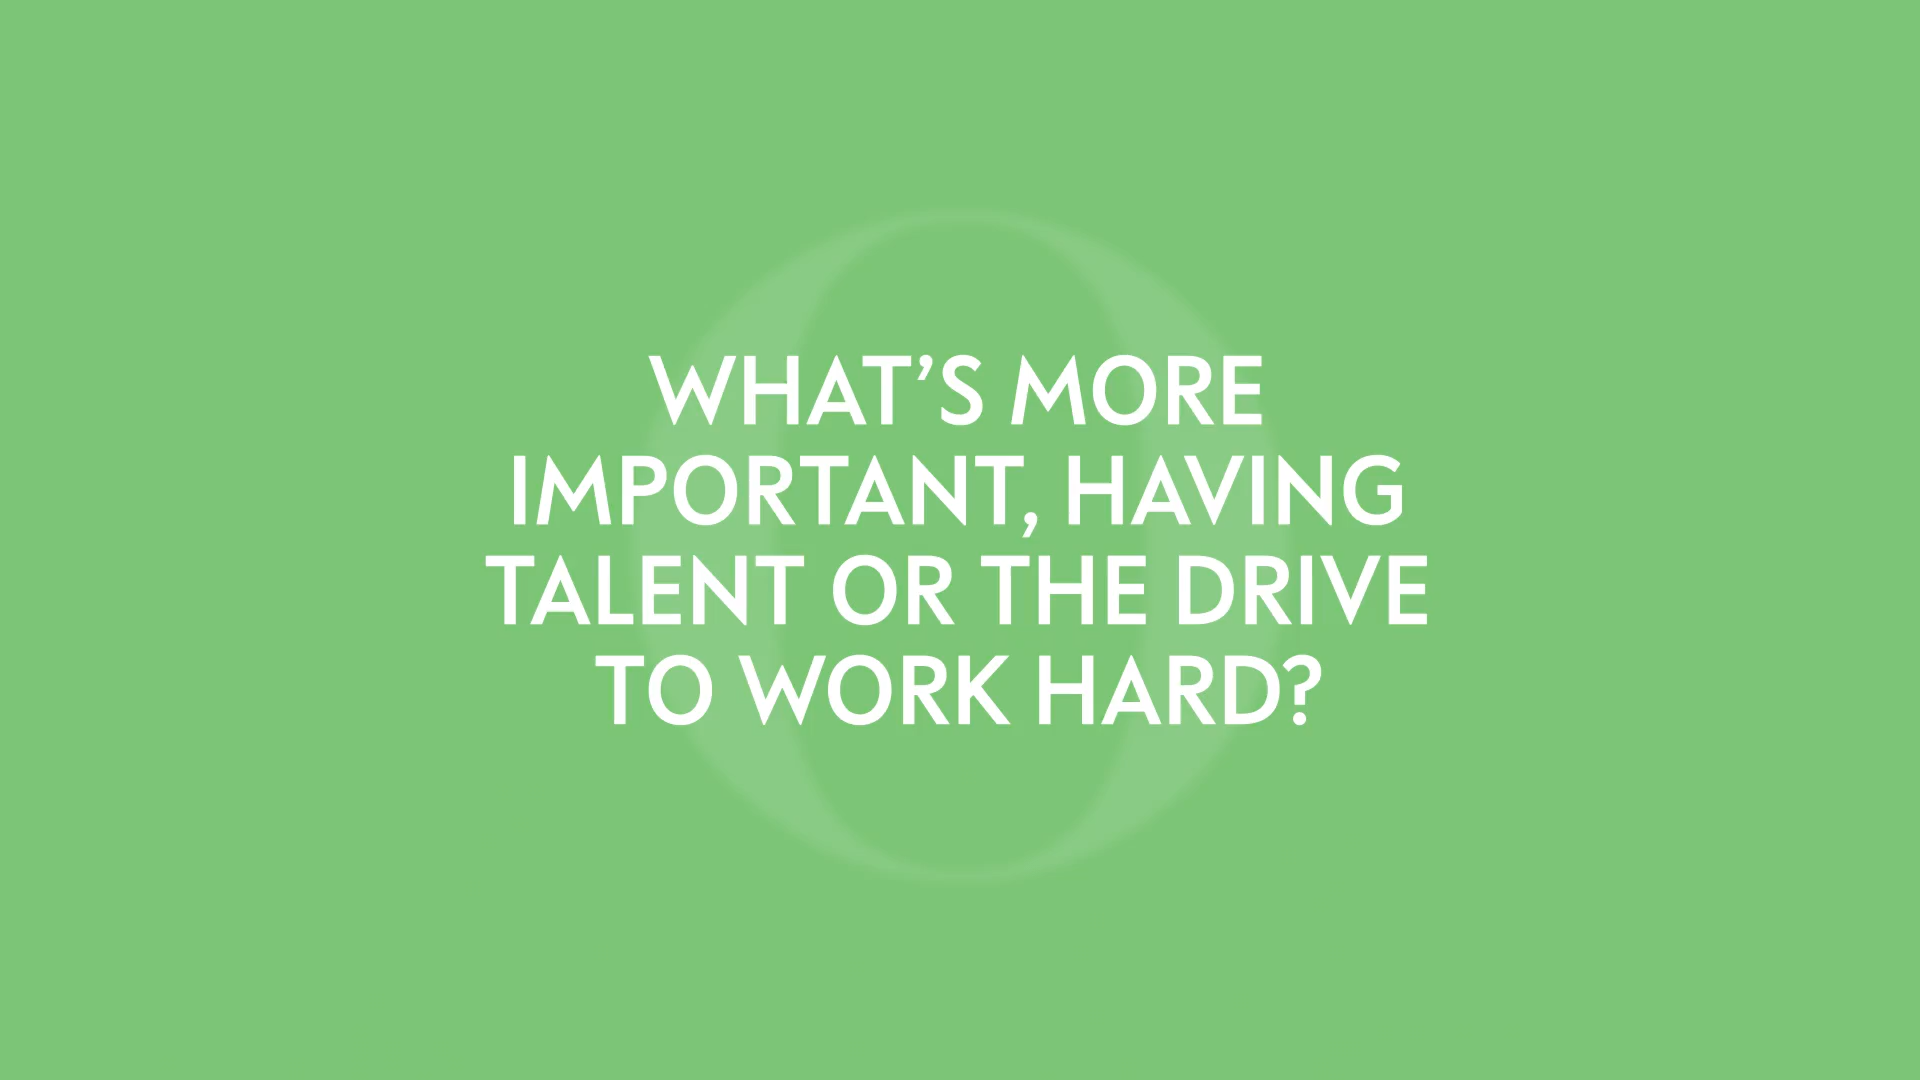 WHAT’S MORE
IMPORTANT, HAVING
TALENT OR THE DRIVE
TO WORK HARD?